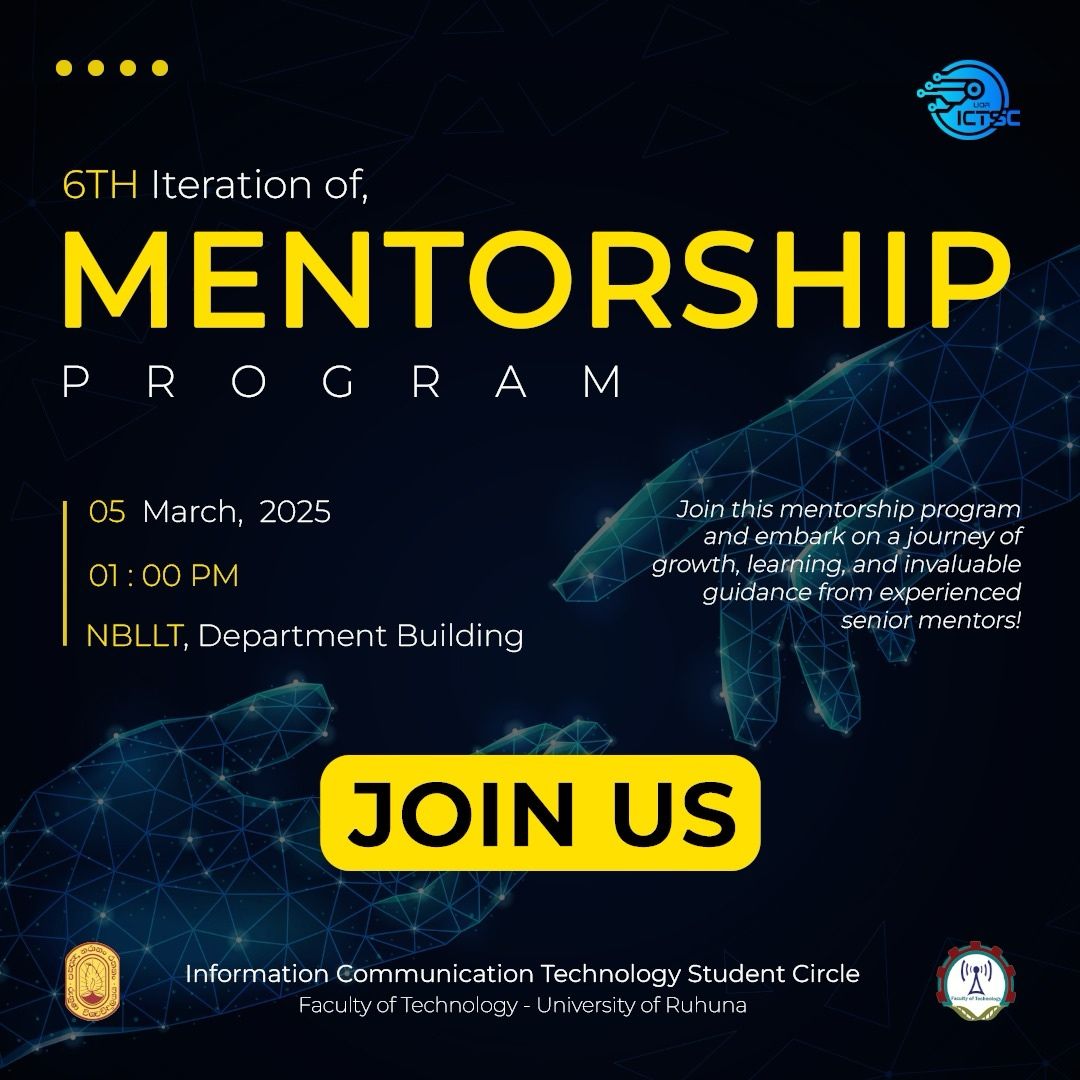 UOR
ICTSC
6TH Iteration of,
MENTORSHIP
PROGRAM
05 March, 2025
01 : 00 PM
NBLLT, Department Building
Join this mentorship program
and embark on a journey of
growth, learning, and invaluable
guidance from experienced
senior mentors!
JOIN US
Information Communication Technology Student Circle
Faculty of Technology - University of Ruhuna
Faculty of Technology